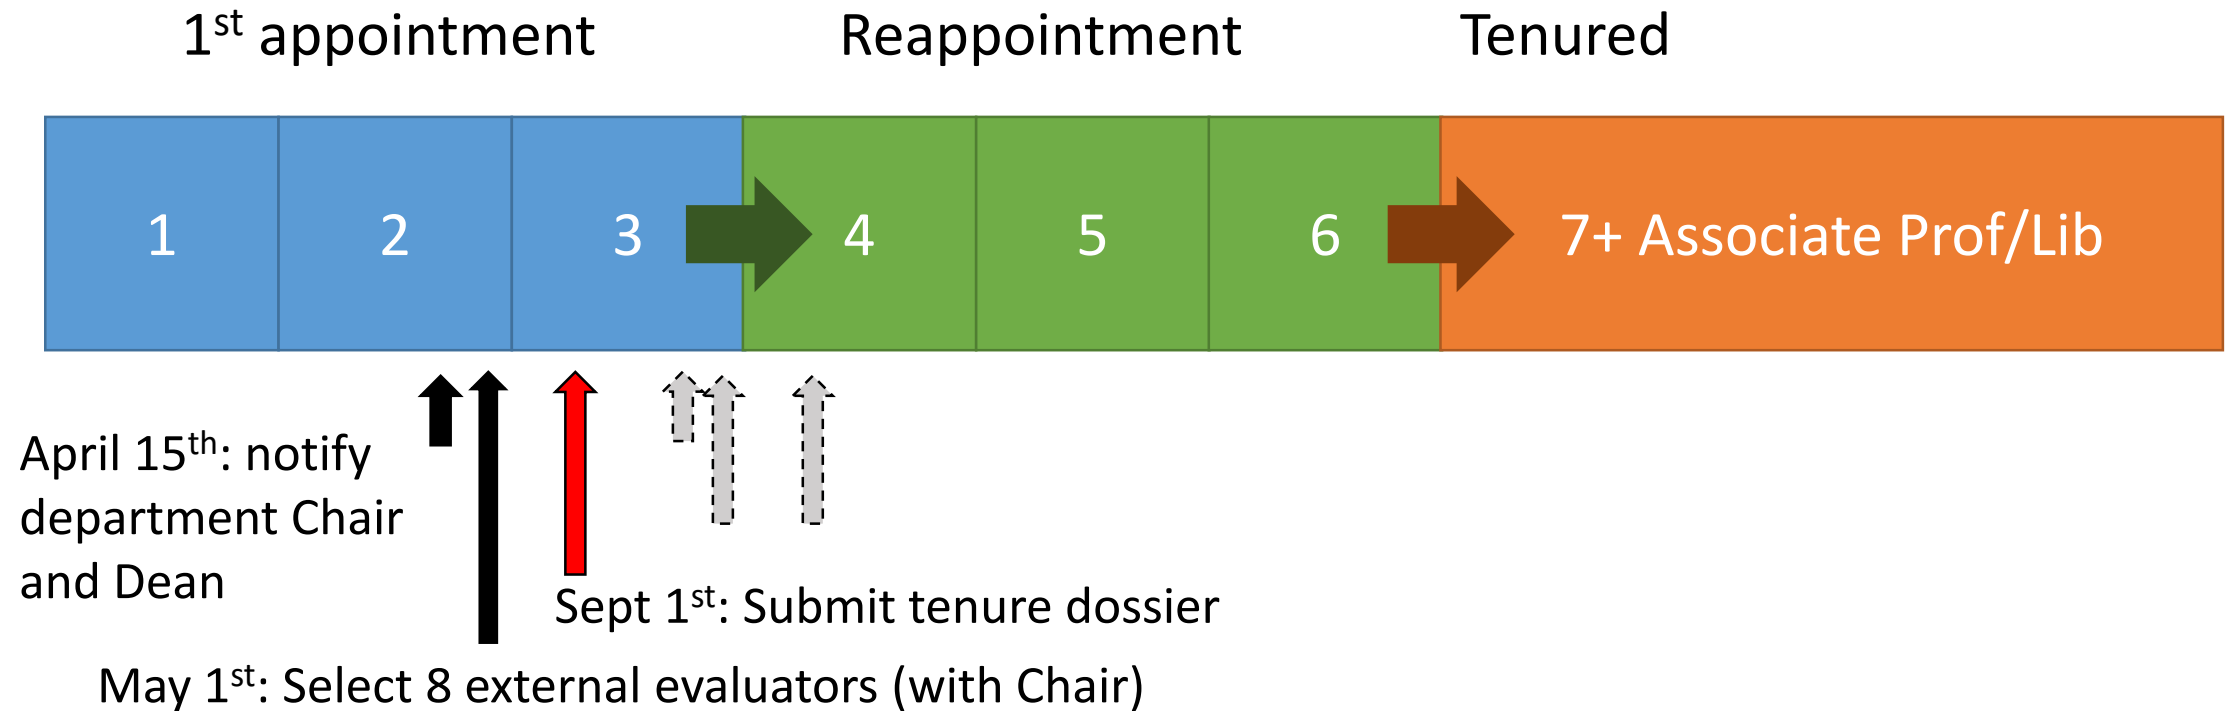 1st appointment
Reappointment
Tenured
1
2
3
4
5
6
7+ Associate Prof/Lib
April 15th: notify
department Chair
and Dean
Sept 1st: Submit tenure dossier
May 1st: Select 8 external evaluators (with Chair)